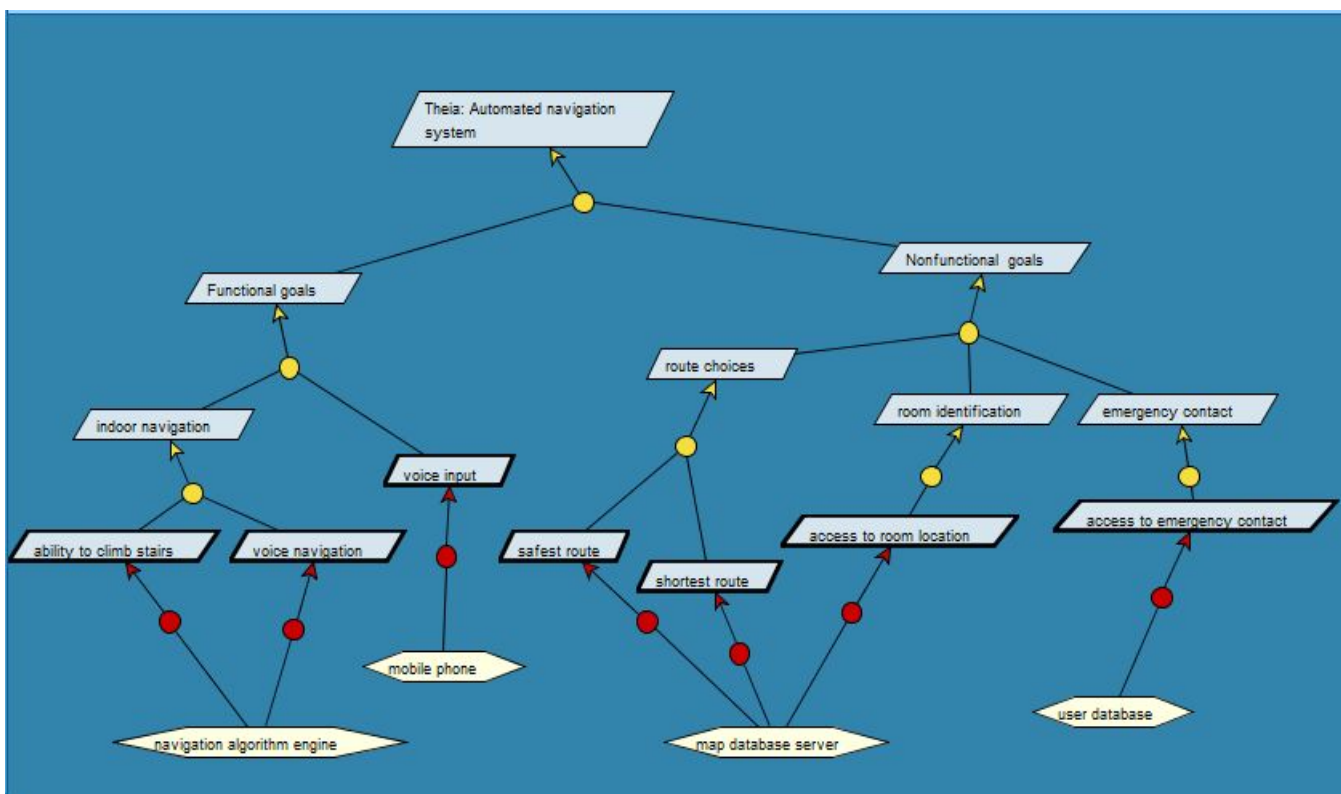 Theia: Automated navigation
system
Nonfunctional goals
Functional goals
route choices
indoor navigation
room identification
emergency contact
voice input
ability to climb stairs
voice navigation
safest route
shortest route
access to room location
access to emergency contact
mobile phone
navigation algorithm engine
map database server
user database